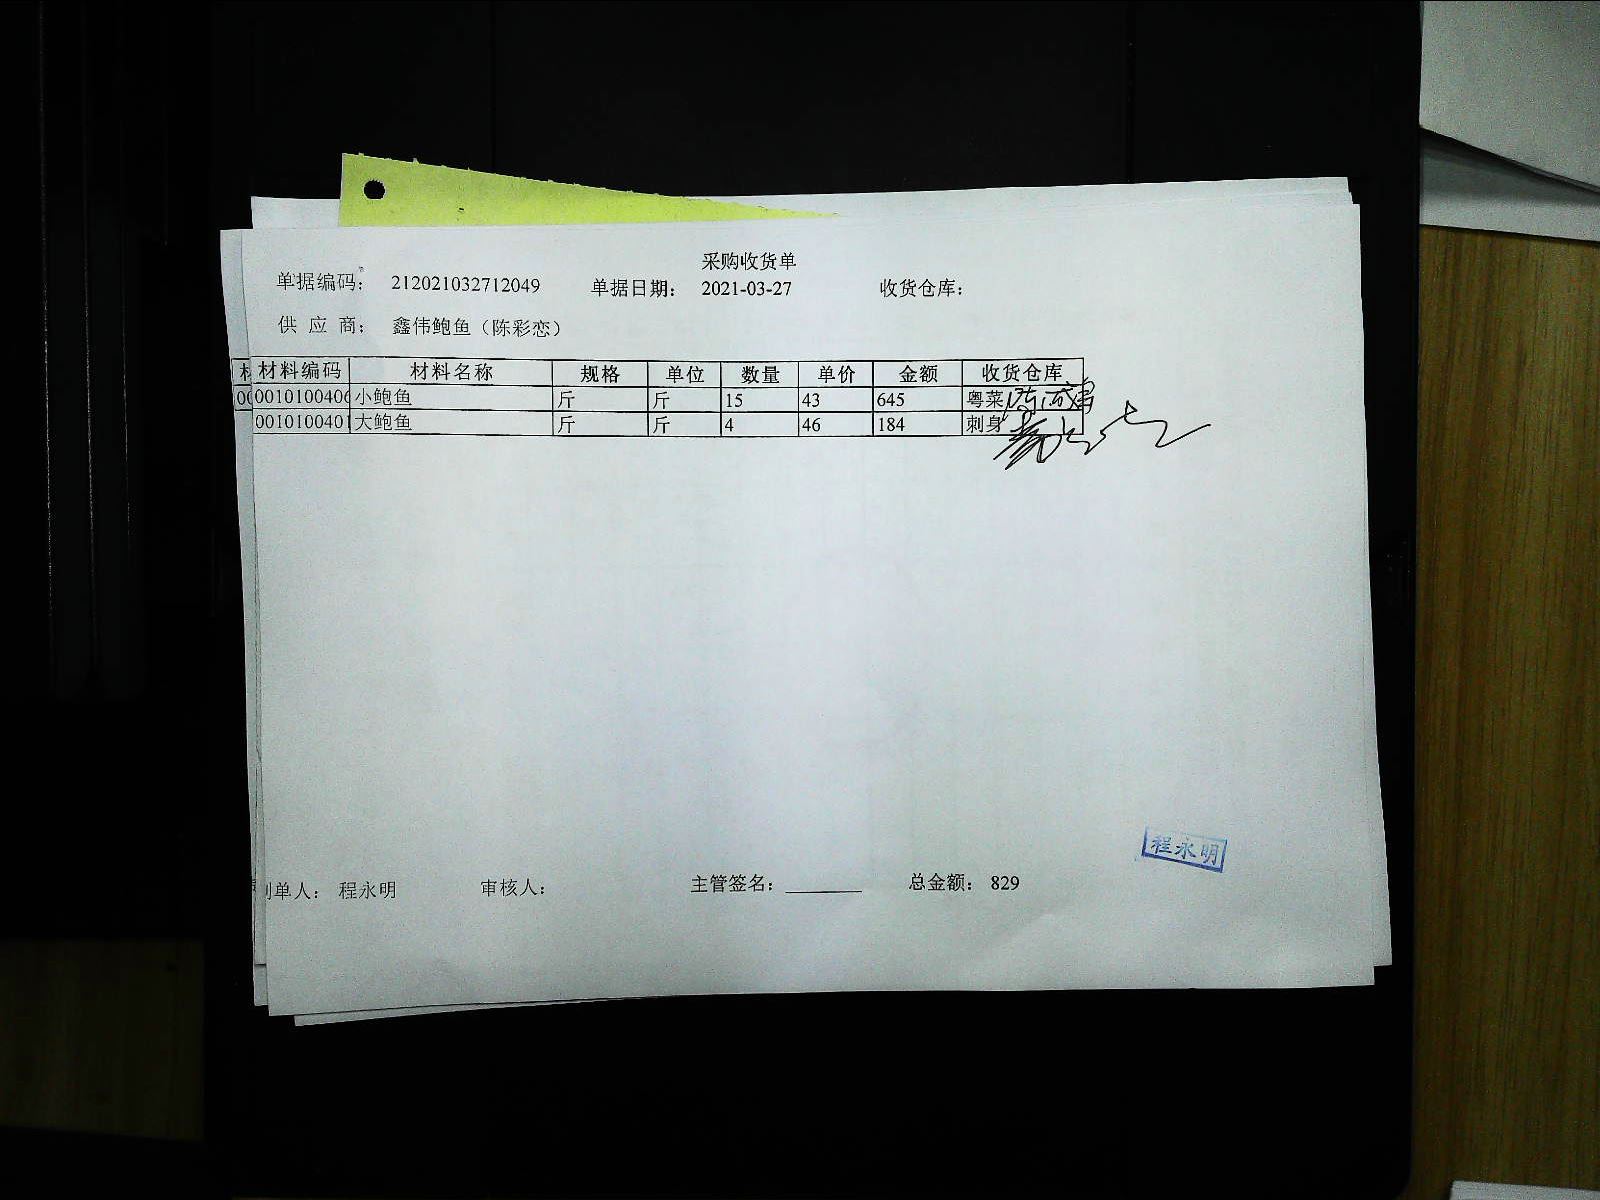 采购收货单
单据编码： 212021032712049 单据日期： 2021-03-27 收货仓库：
供 应 商： 鑫伟鲍鱼（陈彩恋）
材料编码 材料名称 规格 单位 数量 单价 金额 收货仓库
0010100406 小鲍鱼 斤 斤 15 43 645 粤菜
0010100401 大鲍鱼 斤 斤 4 46 184 刺身
程永明
制单人： 程永明 审核人： 主管签名： 总金额： 829